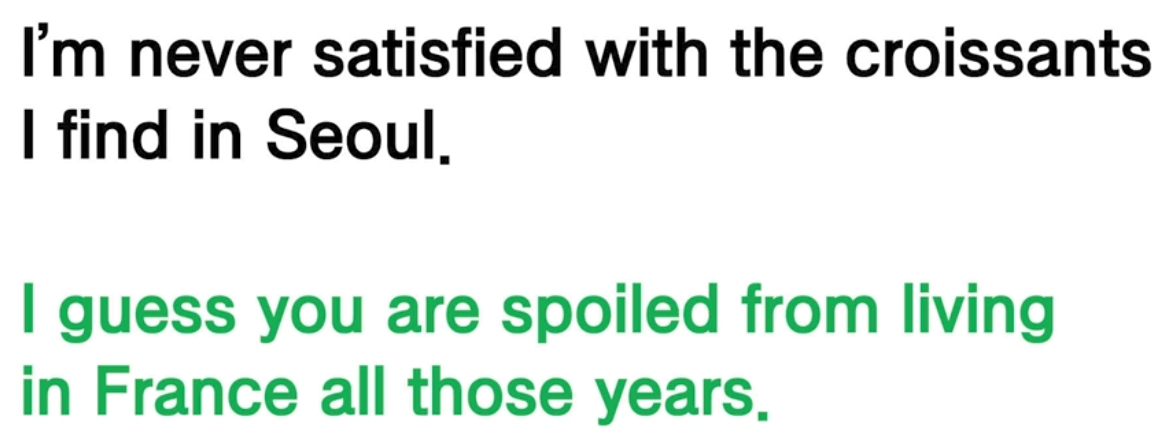 I’m never satisfied with the croissants
I find in Seoul.
I guess you are spoiled from living
in France all those years.